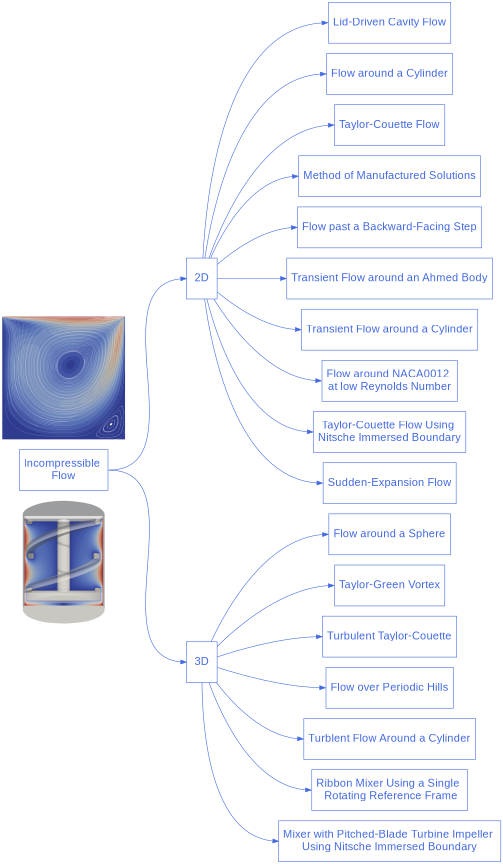 Lid-Driven Cavity Flow
Flow around a Cylinder
Taylor-Couette Flow
Method of Manufactured Solutions
Flow past a Backward-Facing Step
2D
Transient Flow around an Ahmed Body
Transient Flow around a Cylinder
Flow around NACA0012
at low Reynolds Number
Taylor-Couette Flow Using
Nitsche Immersed Boundary
Incompressible
Flow
Sudden-Expansion Flow
Flow around a Sphere
Taylor-Green Vortex
Turbulent Taylor-Couette
3D
Flow over Periodic Hills
Turblent Flow Around a Cylinder
Ribbon Mixer Using a Single
Rotating Reference Frame
Mixer with Pitched-Blade Turbine Impeller
Using Nitsche Immersed Boundary